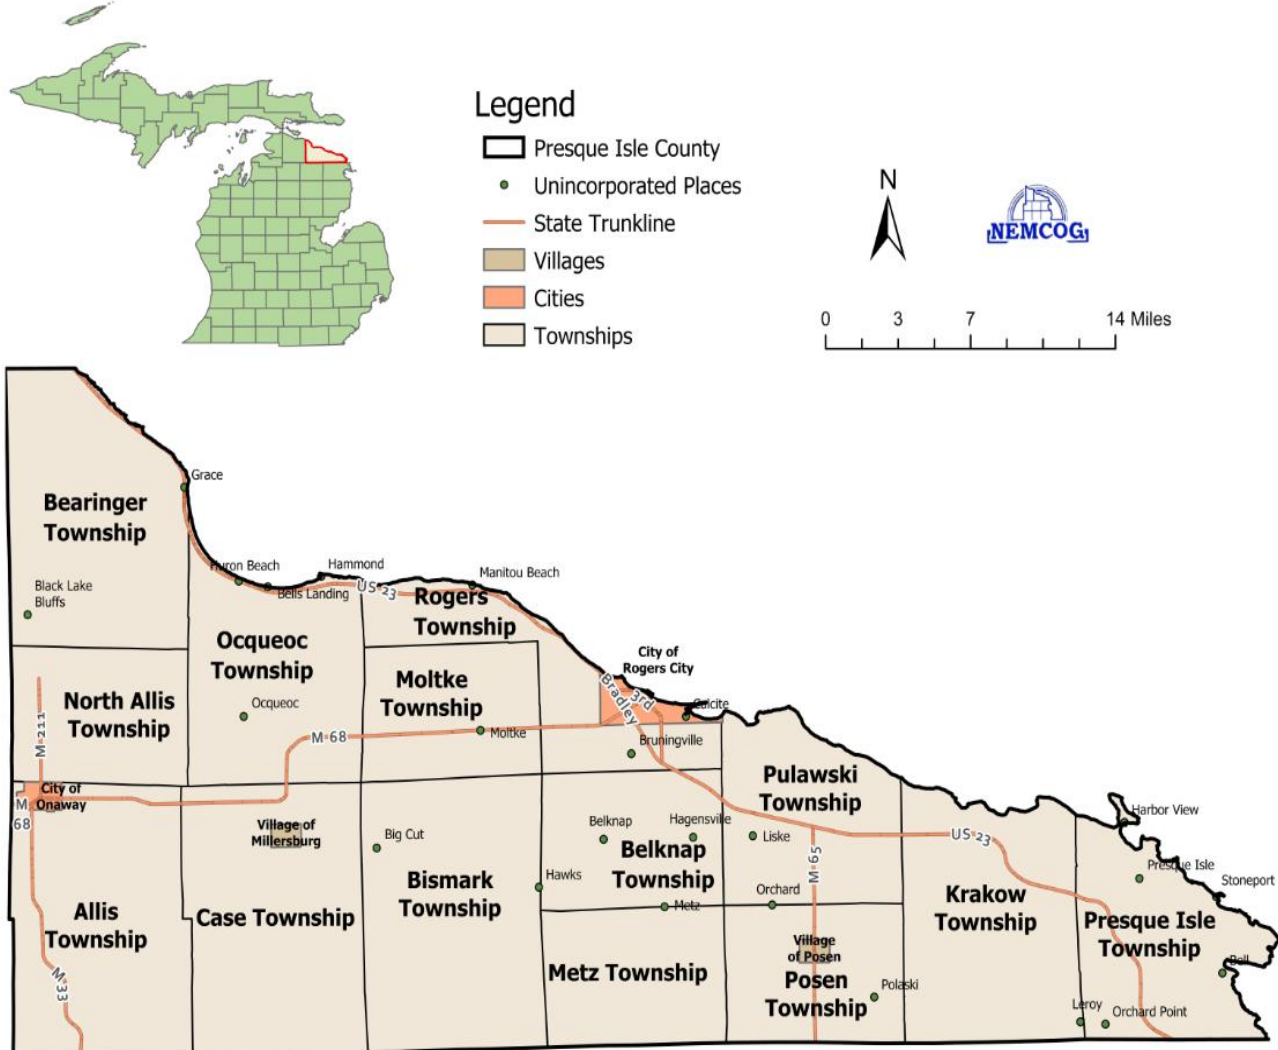 Legend
Presque Isle County
Unincorporated Places
State Trunkline
Villages
Cities
Townships
N
NEMCOG
0 3 7 14 Miles
Grace
Bearinger
Township
Black Lake
Bluffs
Huron Beach
Hammond
Bells Landing
US 23
Manitou Beach
Rogers
Township
Ocqueoc
Township
City of
Rogers City
Moltke
Township
North Allis
Township
Ocqueoc
Bradley
3rd
Calcite
M 211
M 68
Moltke
Bruningville
City of
Onaway
M
68
Pulawski
Township
Harbor View
Village of
Millersburg
Big Cut
Belknap
Hagensville
Liske
US 23
Belknap
Township
M 65
Presque Isle
Stoneport
Hawks
Bismark
Township
Orchard
Krakow
Township
Metz
Allis
Township
Case Township
Presque Isle
Township
Village
of Posen
Bell
Metz Township
M 33
Posen
Township
Polaski
Leroy
Orchard Point